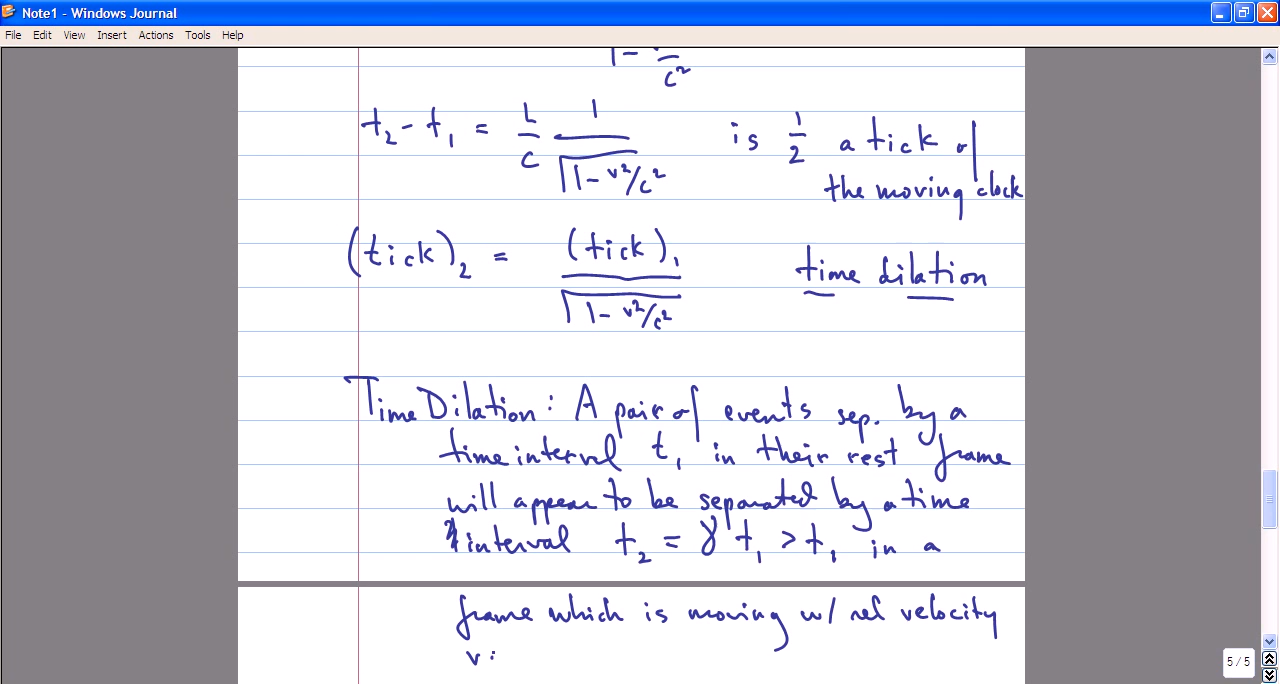 Note1 - Windows Journal
File Edit View Insert Actions Tools Help
1 - / c²
t₂ - t₁ = L/c 1/√(1 - v²/c²) is 1/2 a tick of
the moving clock
(tick)₂ = (tick)₁/√(1 - v²/c²) time dilation
Time Dilation: A pair of events sep. by a
time interval t₁ in their rest frame
will appear to be separated by a time
interval t₂ = γ t₁ > t₁ in a
frame which is moving w/ rel velocity
v.
5 / 5